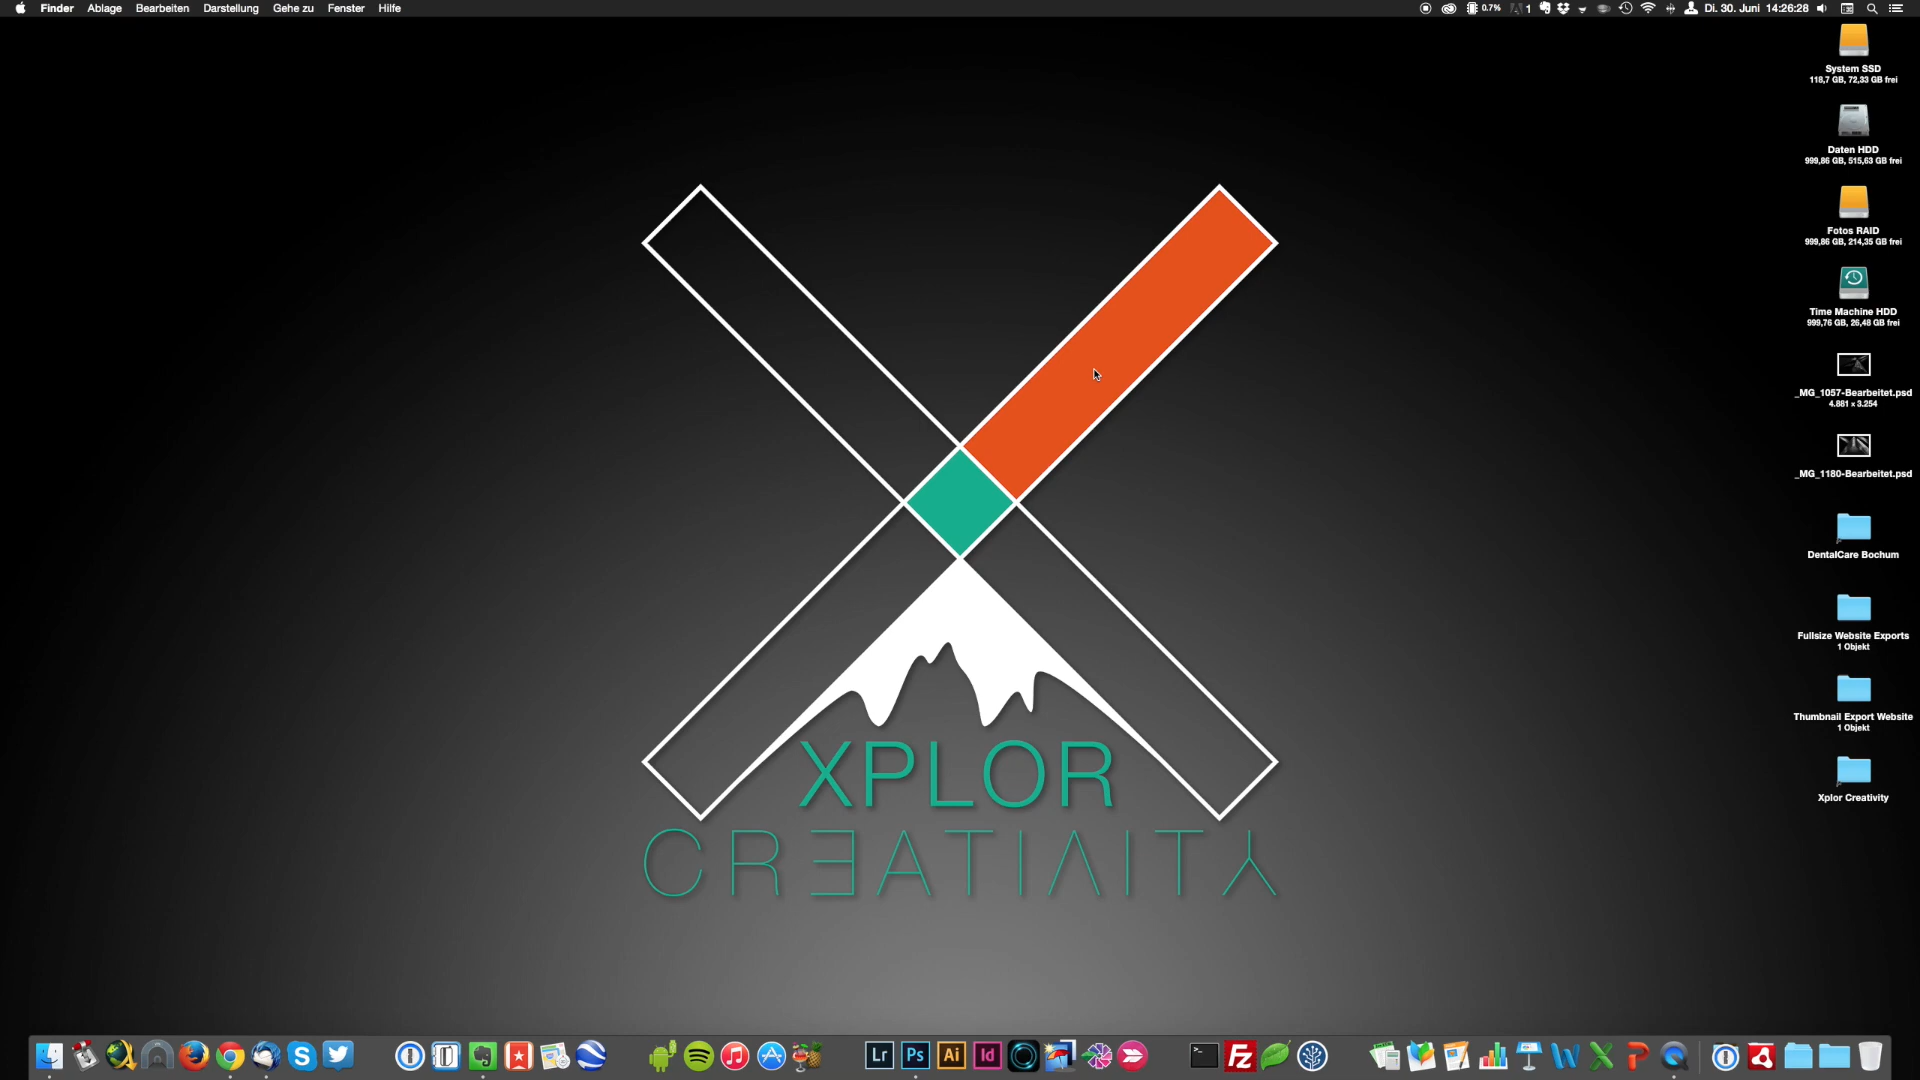 Finder Ablage Bearbeiten Darstellung Gehe zu Fenster Hilfe
0.7% 1 Di. 30. Juni 14:26:28
System SSD
118,7 GB, 72,33 GB frei
Daten HDD
999,86 GB, 515,63 GB frei
Fotos RAID
999,86 GB, 214,35 GB frei
Time Machine HDD
999,76 GB, 26,48 GB frei
_MG_1057-Bearbeitet.psd
4.881 x 3.254
_MG_1180-Bearbeitet.psd
DentalCare Bochum
Fullsize Website Exports
1 Objekt
Thumbnail Export Website
1 Objekt
Xplor Creativity
XPLOR
CREATIVITY
Lr Ps Ai Id Fz